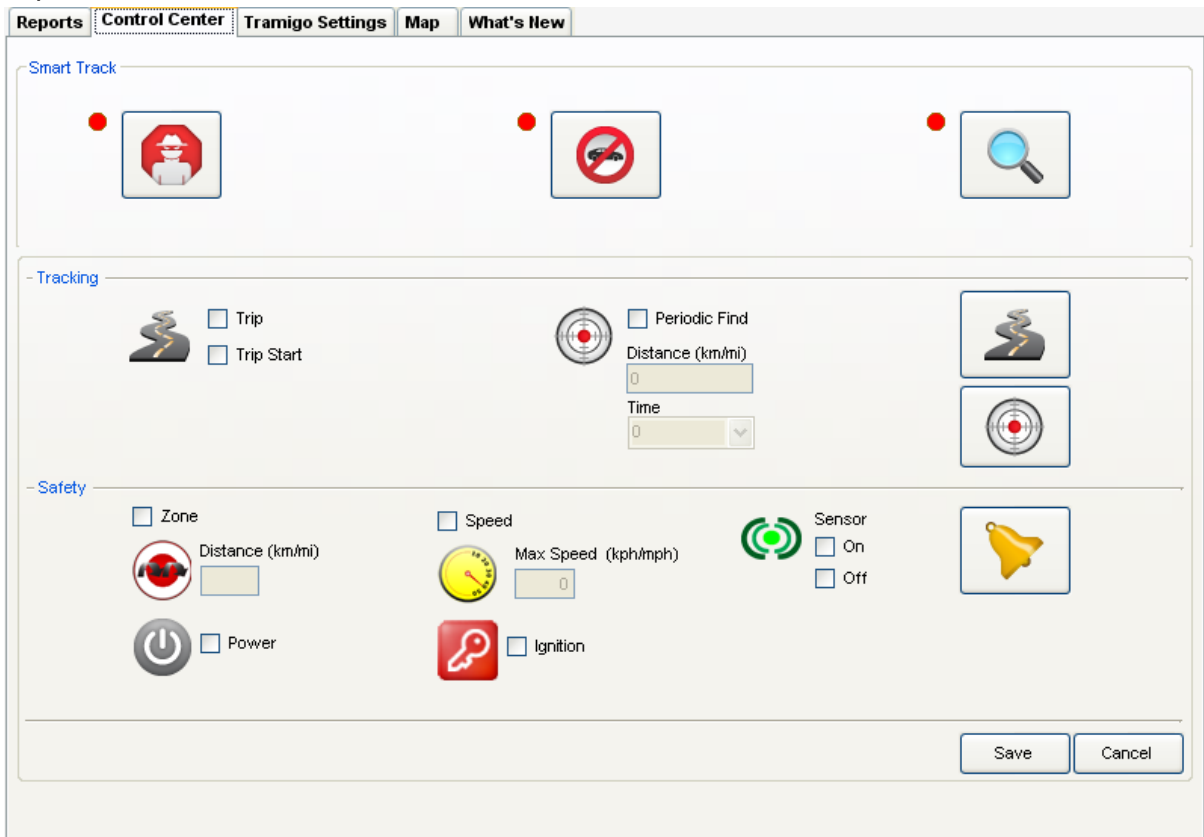 Reports Control Center Tramigo Settings Map What's New
Smart Track
Tracking
Trip
Trip Start
Periodic Find
Distance (km/mi)
0
Time
0
Safety
Zone
Distance (km/mi)
Speed
Max Speed (kph/mph)
0
Sensor
On
Off
Power
Ignition
Save Cancel